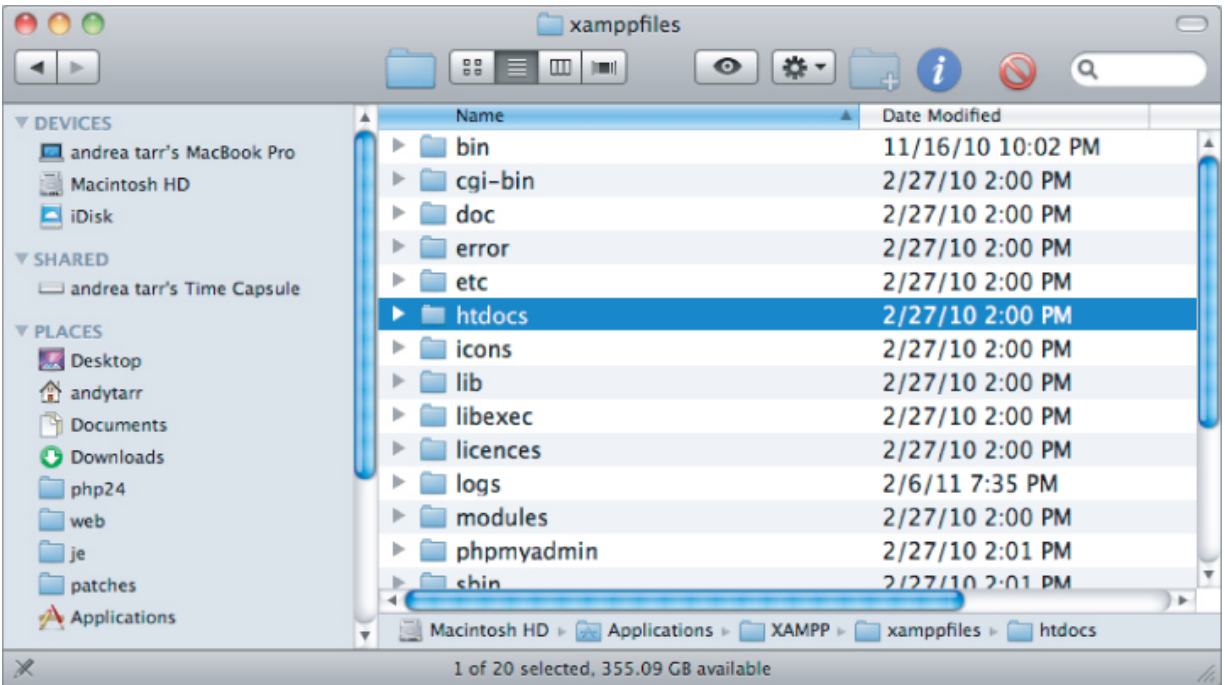 xamppfiles
DEVICES
andrea tarr's MacBook Pro
Macintosh HD
iDisk
SHARED
andrea tarr's Time Capsule
PLACES
Desktop
andytarr
Documents
Downloads
php24
web
je
patches
Applications
Name Date Modified
bin 11/16/10 10:02 PM
cgi-bin 2/27/10 2:00 PM
doc 2/27/10 2:00 PM
error 2/27/10 2:00 PM
etc 2/27/10 2:00 PM
htdocs 2/27/10 2:00 PM
icons 2/27/10 2:00 PM
lib 2/27/10 2:00 PM
libexec 2/27/10 2:00 PM
licences 2/27/10 2:00 PM
logs 2/6/11 7:35 PM
modules 2/27/10 2:00 PM
phpmyadmin 2/27/10 2:01 PM
sbin 2/27/10 2:01 PM
Macintosh HD Applications XAMPP xamppfiles htdocs
1 of 20 selected, 355.09 GB available